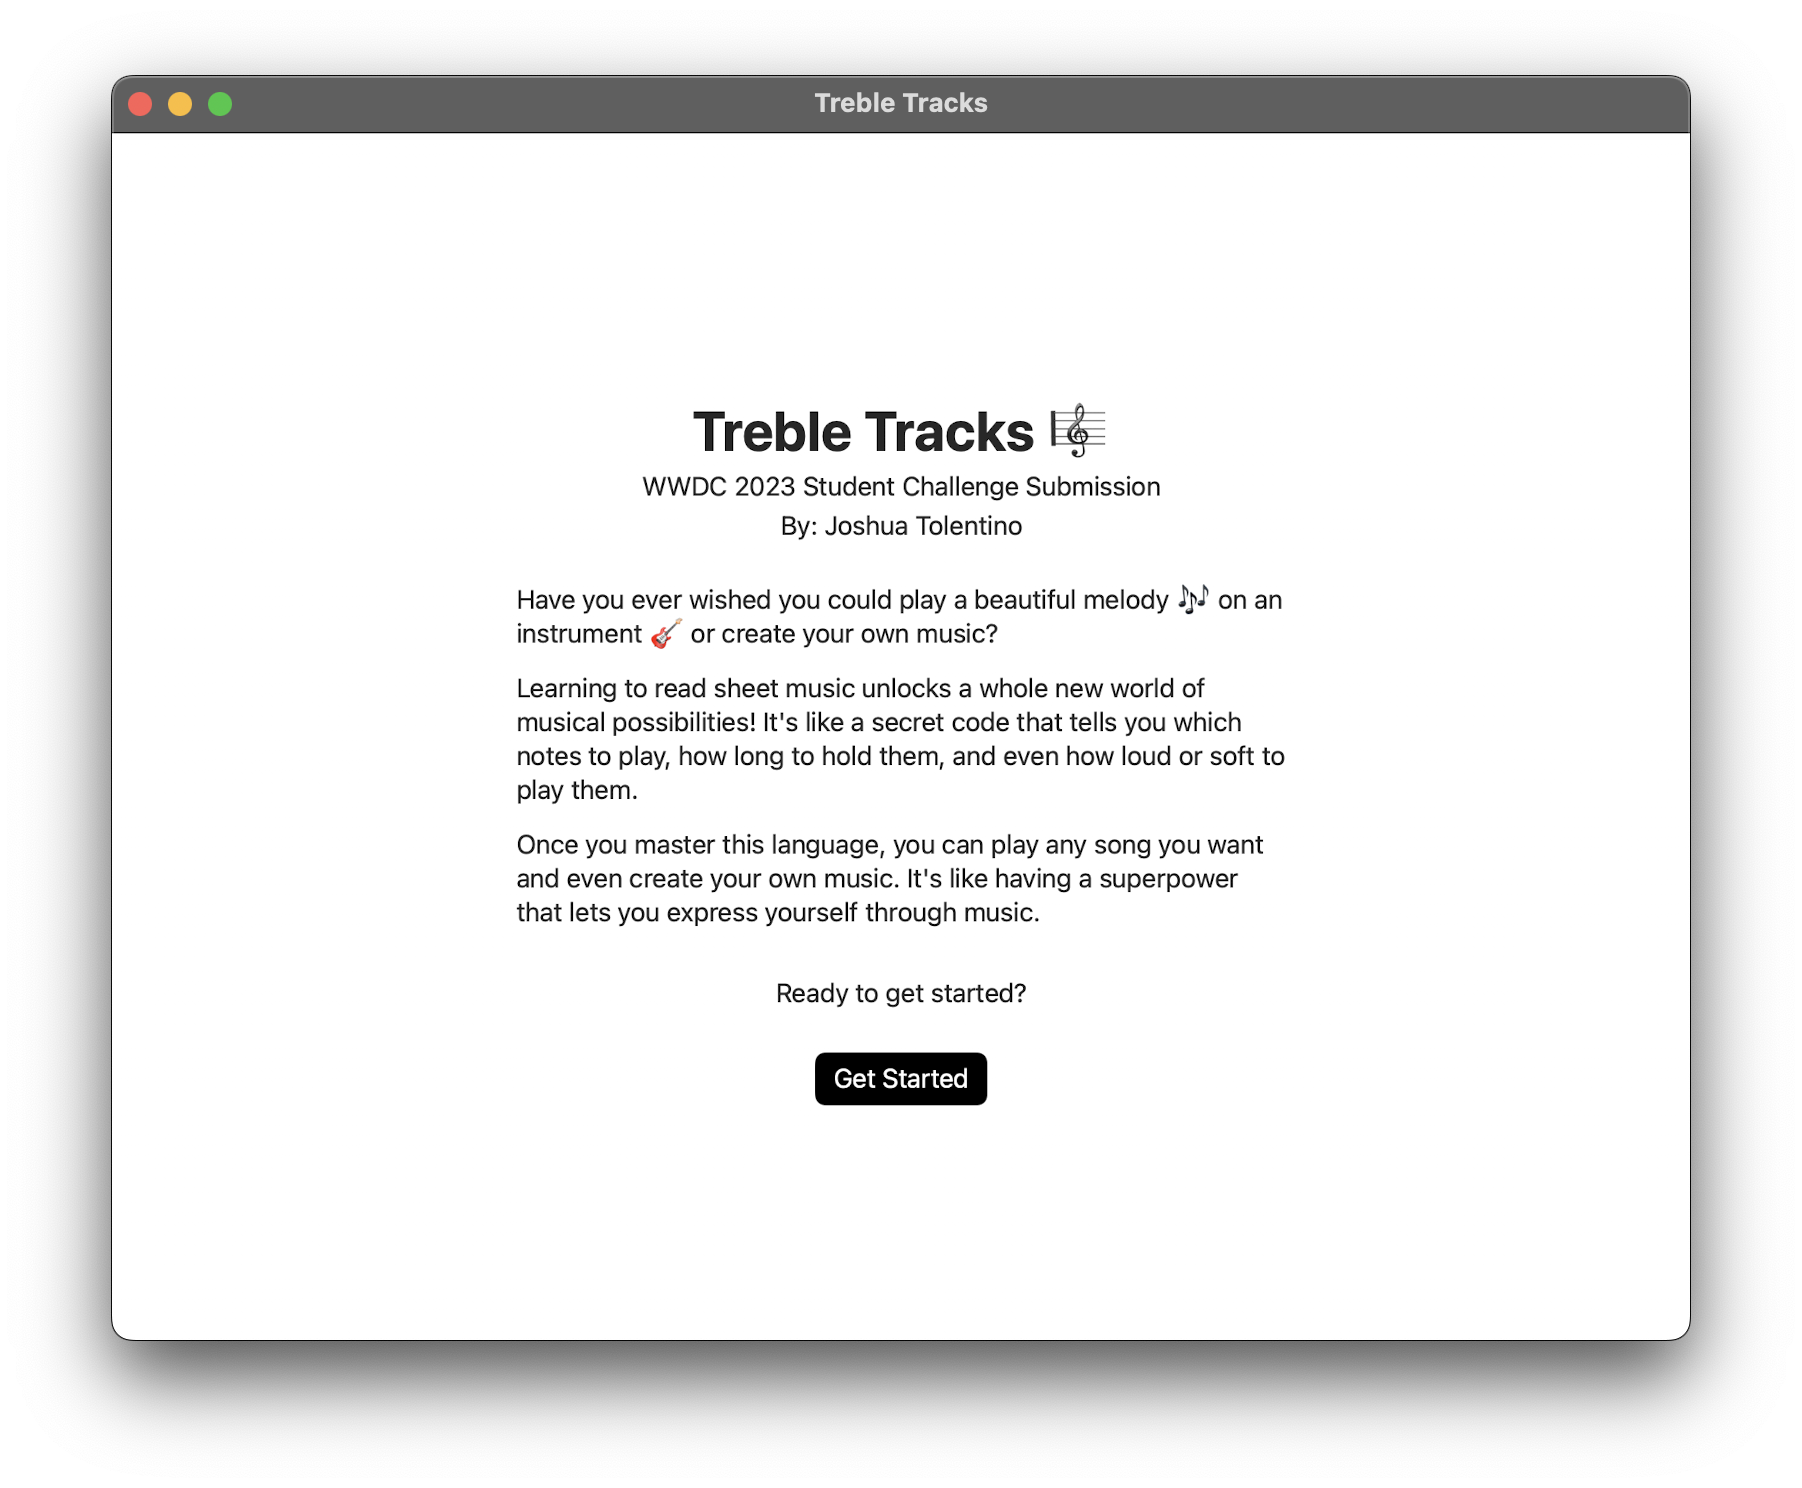 Treble Tracks
Treble Tracks 🎼
WWDC 2023 Student Challenge Submission
By: Joshua Tolentino
Have you ever wished you could play a beautiful melody 🎶 on an
instrument 🎸 or create your own music?
Learning to read sheet music unlocks a whole new world of
musical possibilities! It's like a secret code that tells you which
notes to play, how long to hold them, and even how loud or soft to
play them.
Once you master this language, you can play any song you want
and even create your own music. It's like having a superpower
that lets you express yourself through music.
Ready to get started?
Get Started